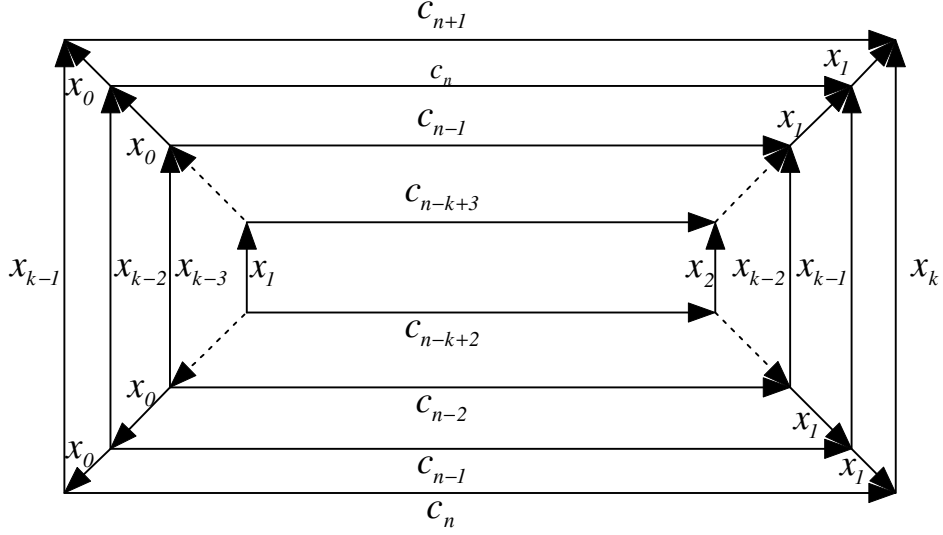 c_{n+1}
x_0 c_n x_1
c_{n-1} x_1
x_0
c_{n-k+3}
x_{k-1} x_{k-2} x_{k-3} x_1 x_2 x_{k-2} x_{k-1} x_k
c_{n-k+2}
x_0 c_{n-2}
x_1
x_0 c_{n-1} x_1
c_n